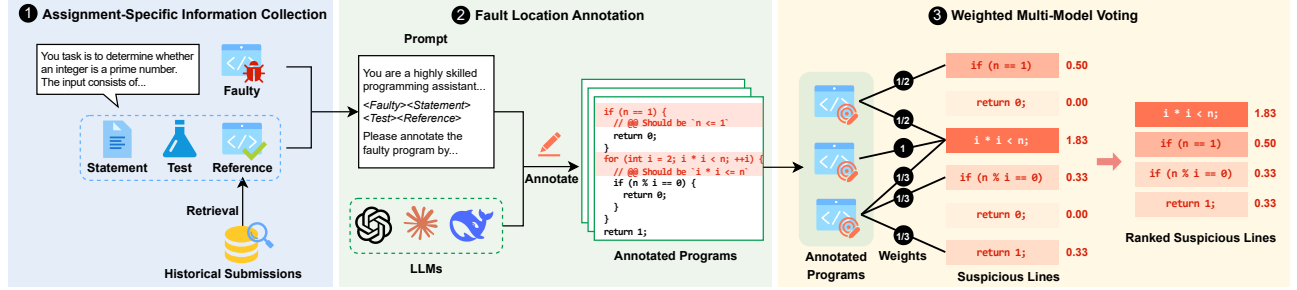 1 Assignment-Specific Information Collection
You task is to determine whether
an integer is a prime number.
The input consists of...
Faulty
Statement
Test
Reference
Retrieval
Historical Submissions
2 Fault Location Annotation
Prompt
You are a highly skilled
programming assistant...
<Faulty><Statement>
<Test><Reference>
Please annotate the
faulty program by...
LLMs
Annotate
if (n == 1) {
// @@ Should be `n <= 1`
return 0;
}
for (int i = 2; i * i < n; ++i) {
// @@ Should be `i * i <= n`
if (n % i == 0) {
return 0;
}
}
return 1;
Annotated Programs
3 Weighted Multi-Model Voting
Annotated
Programs
1/2
1/2
1
1/3
1/3
1/3
Weights
if (n == 1) 0.50
return 0; 0.00
i * i < n; 1.83
if (n % i == 0) 0.33
return 0; 0.00
return 1; 0.33
Suspicious Lines
i * i < n; 1.83
if (n == 1) 0.50
if (n % i == 0) 0.33
return 1; 0.33
Ranked Suspicious Lines